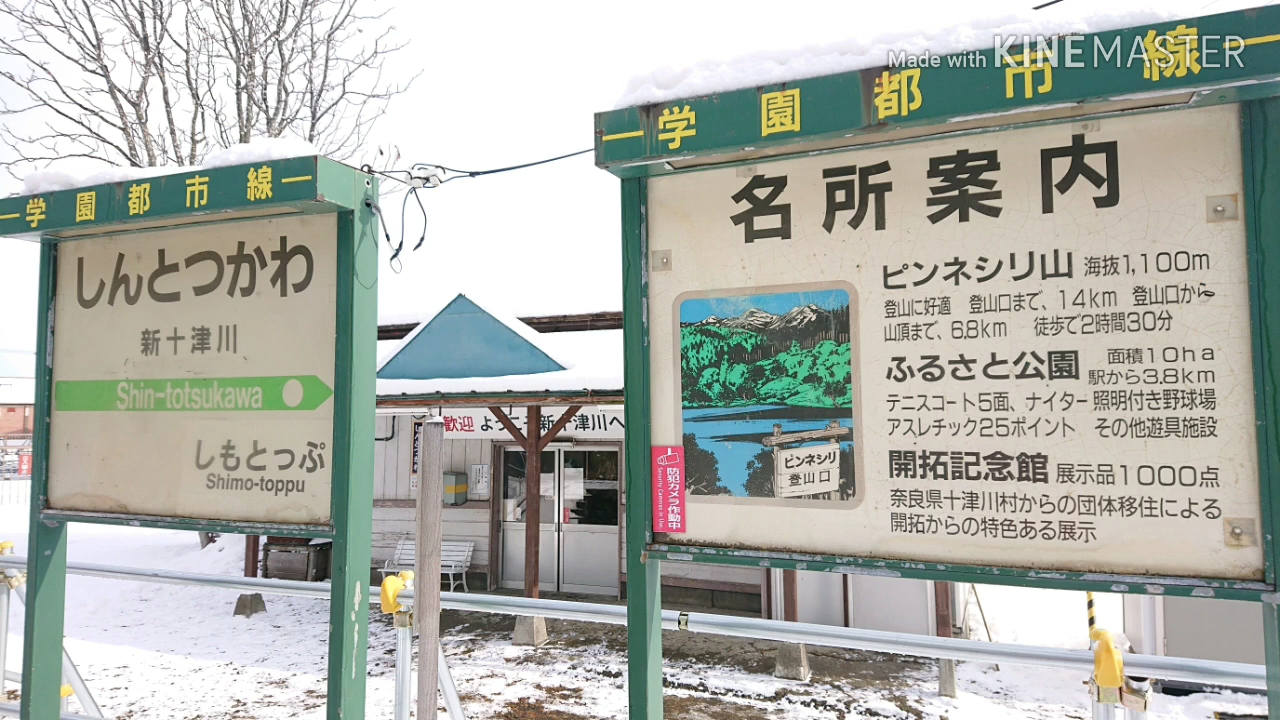 Made with KINEMASTER
学園都市線
しんとつかわ
新十津川
Shin-totsukawa
しもとっぷ
Shimo-toppu
歓迎 ようこそ新十津川へ
学園都市線
名所案内
ピンネシリ山 海抜1,100m
登山に好適 登山口まで、14km 登山口から
山頂まで、6.8km 徒歩で2時間30分
ふるさと公園 面積10ha
駅から3.8km
テニスコート5面、ナイター照明付き野球場
アスレチック25ポイント その他遊具施設
開拓記念館 展示品1000点
奈良県十津川村からの団体移住による
開拓からの特色ある展示
ピンネシリ
登山口
防犯カメラ作動中
Security Camera in Use